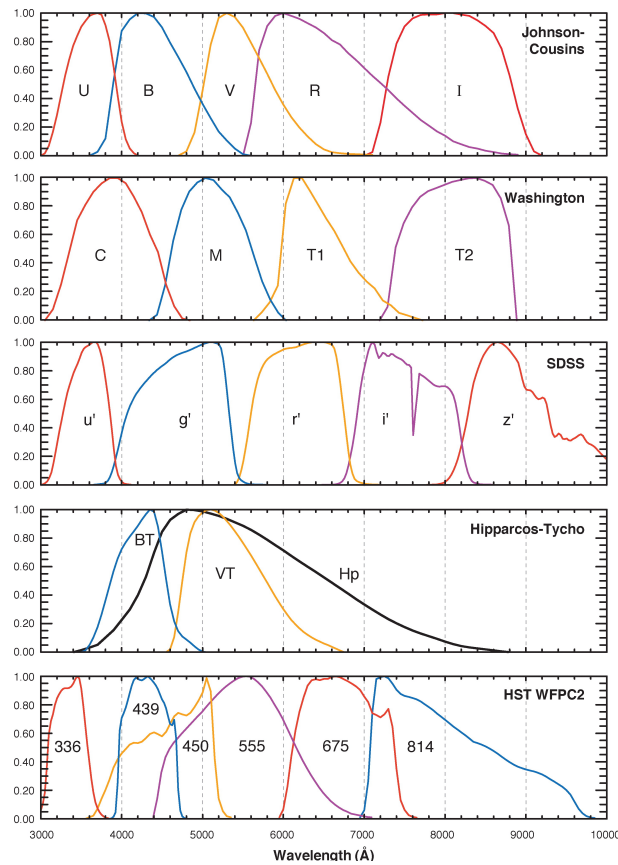 1.00
0.80
0.60
0.40
0.20
0.00
U B V R I
Johnson-
Cousins
1.00
0.80
0.60
0.40
0.20
0.00
C M T1 T2
Washington
1.00
0.80
0.60
0.40
0.20
0.00
u' g' r' i' z'
SDSS
1.00
0.80
0.60
0.40
0.20
0.00
BT VT Hp
Hipparcos-Tycho
1.00
0.80
0.60
0.40
0.20
0.00
336 439 450 555 675 814
HST WFPC2
3000 4000 5000 6000 7000 8000 9000 10000
Wavelength (Å)